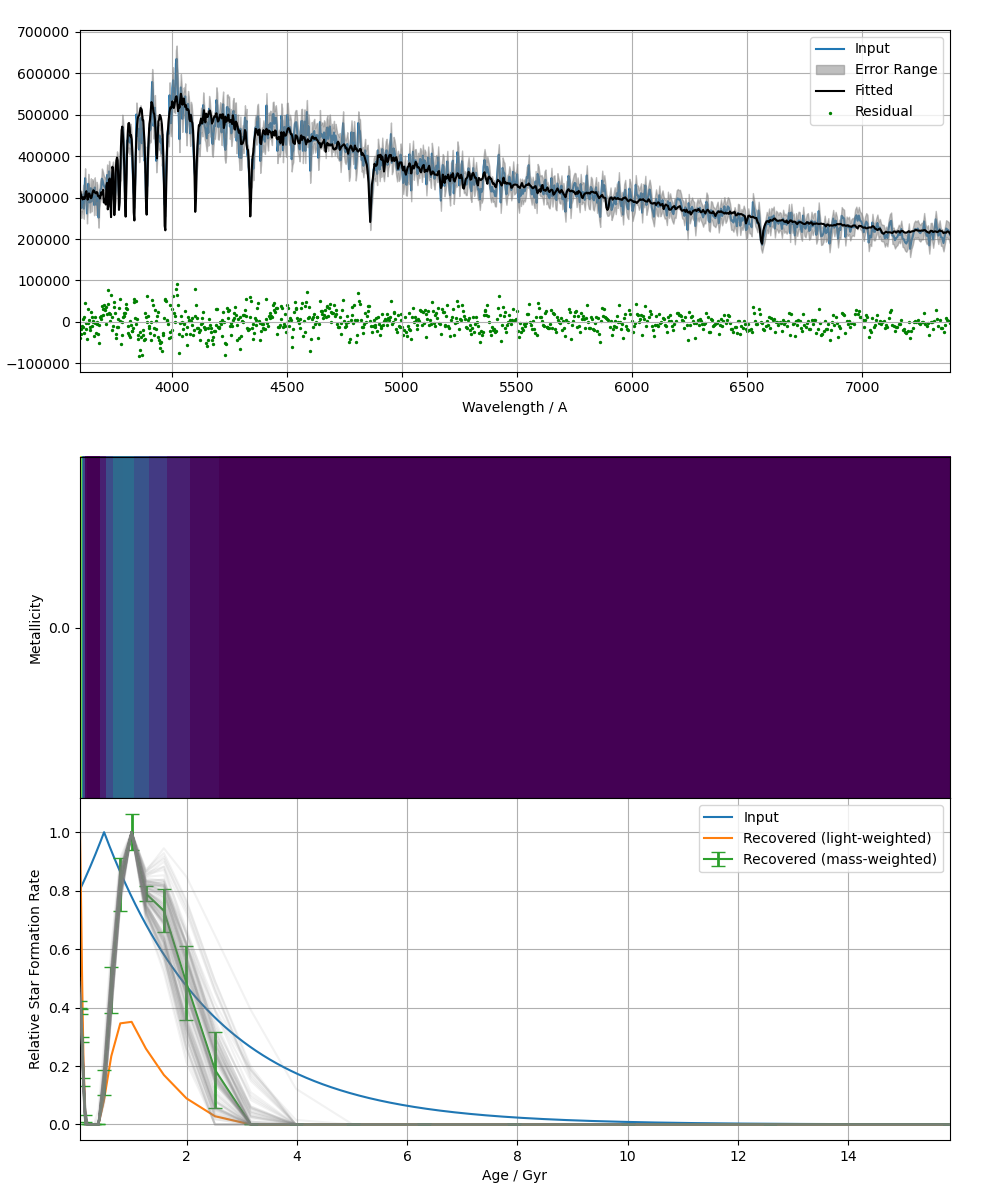 700000
600000
500000
400000
300000
200000
100000
0
−100000
Input
Error Range
Fitted
Residual
4000
4500
5000
5500
6000
6500
7000
Wavelength / A
Metallicity
0.0
1.0
0.8
0.6
0.4
0.2
0.0
Relative Star Formation Rate
Input
Recovered (light-weighted)
Recovered (mass-weighted)
2
4
6
8
10
12
14
Age / Gyr